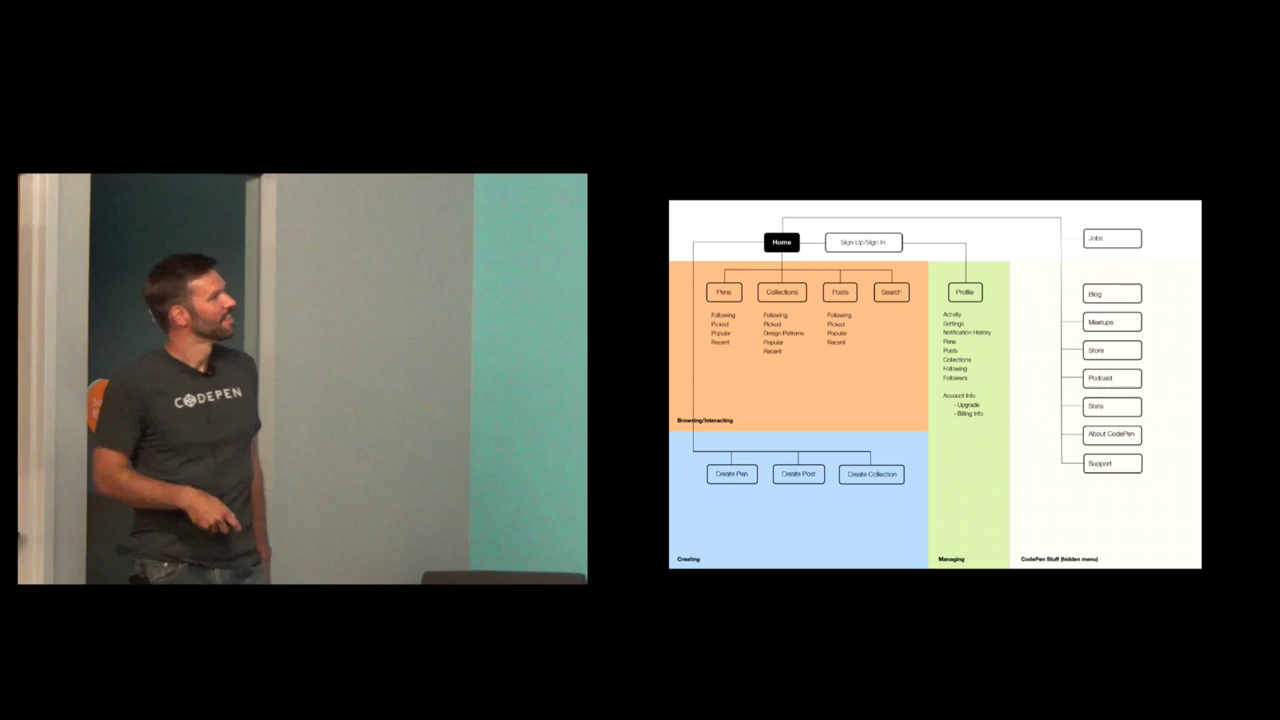 CODEPEN
Home
Sign Up/Sign In
Jobs
Pens
Collections
Posts
Search
Profile
Blog
Following
Picked
Popular
Recent
Following
Picked
Design Patterns
Popular
Recent
Following
Picked
Popular
Recent
Activity
Settings
Notification History
Pens
Posts
Collections
Following
Followers
Account Info
- Upgrade
- Billing Info
Meetups
Store
Podcast
Stats
About CodePen
Support
Browsing/Interacting
Create Pen
Create Post
Create Collection
Creating
Managing
CodePen Stuff (hidden menu)